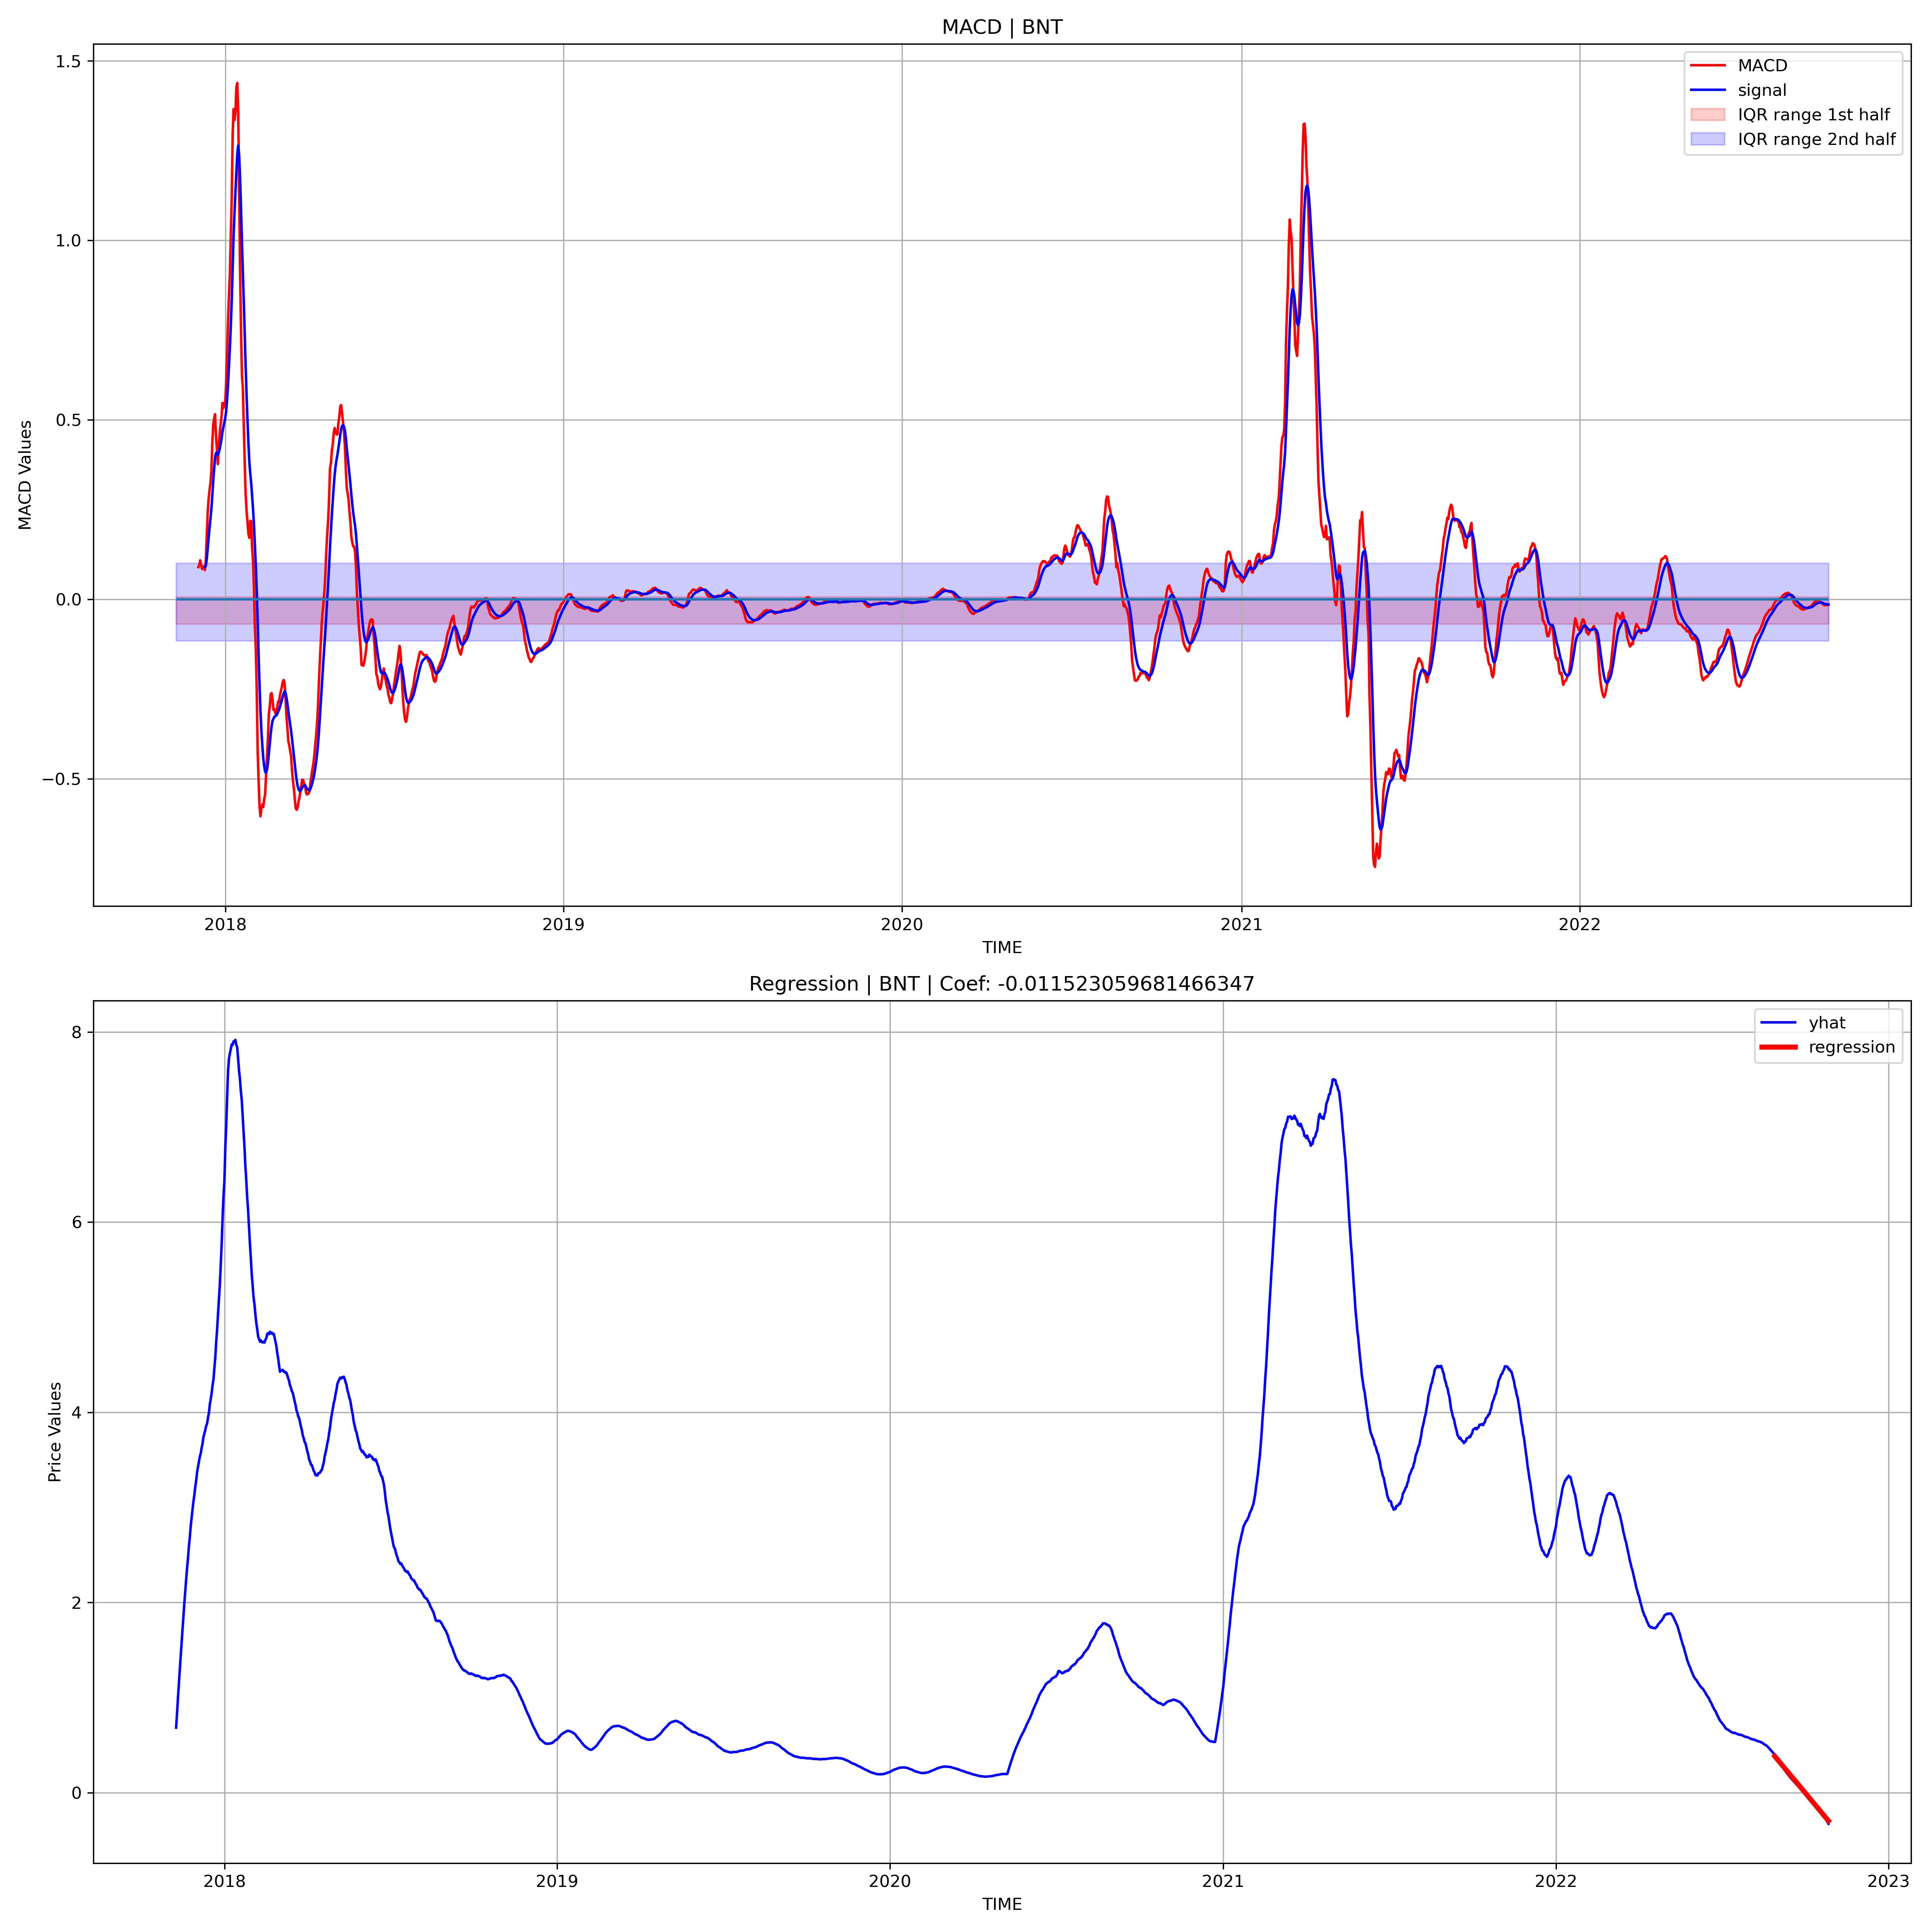 MACD | BNT
1.5
1.0
0.5
0.0
−0.5
MACD Values
MACD
signal
IQR range 1st half
IQR range 2nd half
2018 2019 2020 2021 2022
TIME
Regression | BNT | Coef: -0.011523059681466347
8
6
4
2
0
Price Values
yhat
regression
2018 2019 2020 2021 2022 2023
TIME